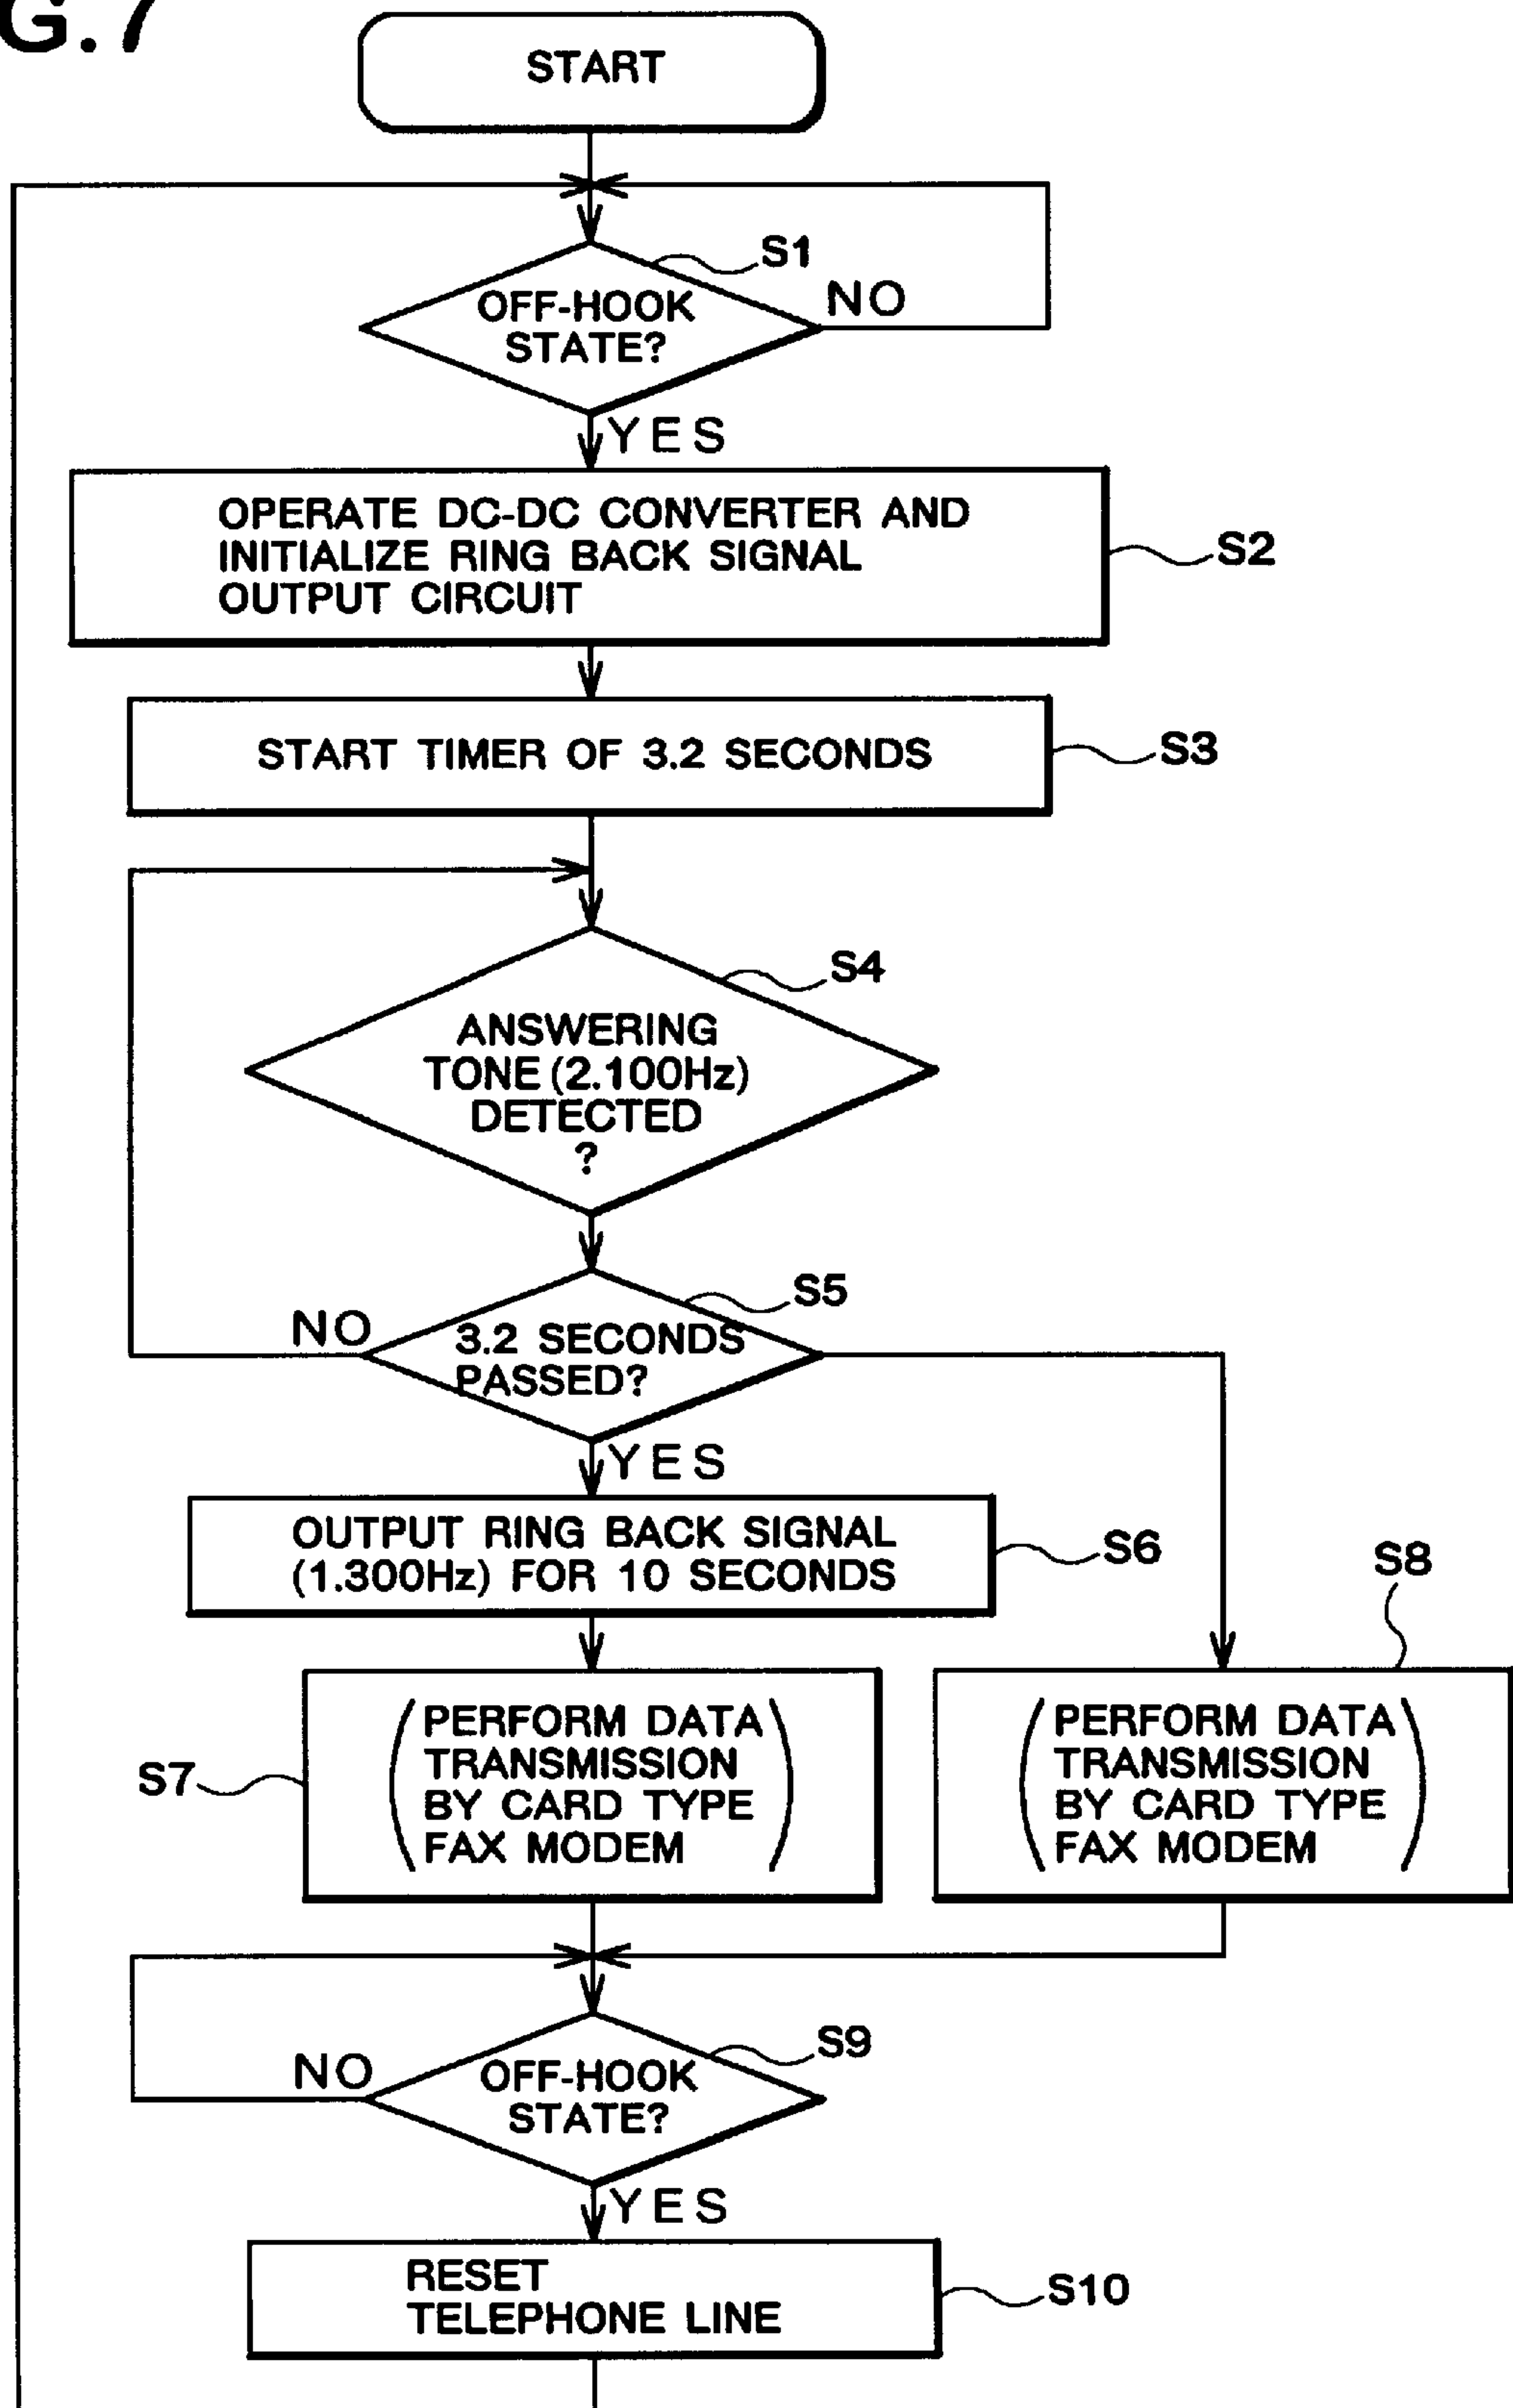 G.7
START
S1
OFF-HOOK
STATE?
NO
YES
OPERATE DC-DC CONVERTER AND
INITIALIZE RING BACK SIGNAL
OUTPUT CIRCUIT
S2
START TIMER OF 3.2 SECONDS
S3
S4
ANSWERING
TONE (2.100Hz)
DETECTED
?
S5
NO
3.2 SECONDS
PASSED?
YES
OUTPUT RING BACK SIGNAL
(1.300Hz) FOR 10 SECONDS
S6
S8
S7
(PERFORM DATA
TRANSMISSION
BY CARD TYPE
FAX MODEM)
(PERFORM DATA
TRANSMISSION
BY CARD TYPE
FAX MODEM)
S9
NO
OFF-HOOK
STATE?
YES
RESET
TELEPHONE LINE
S10